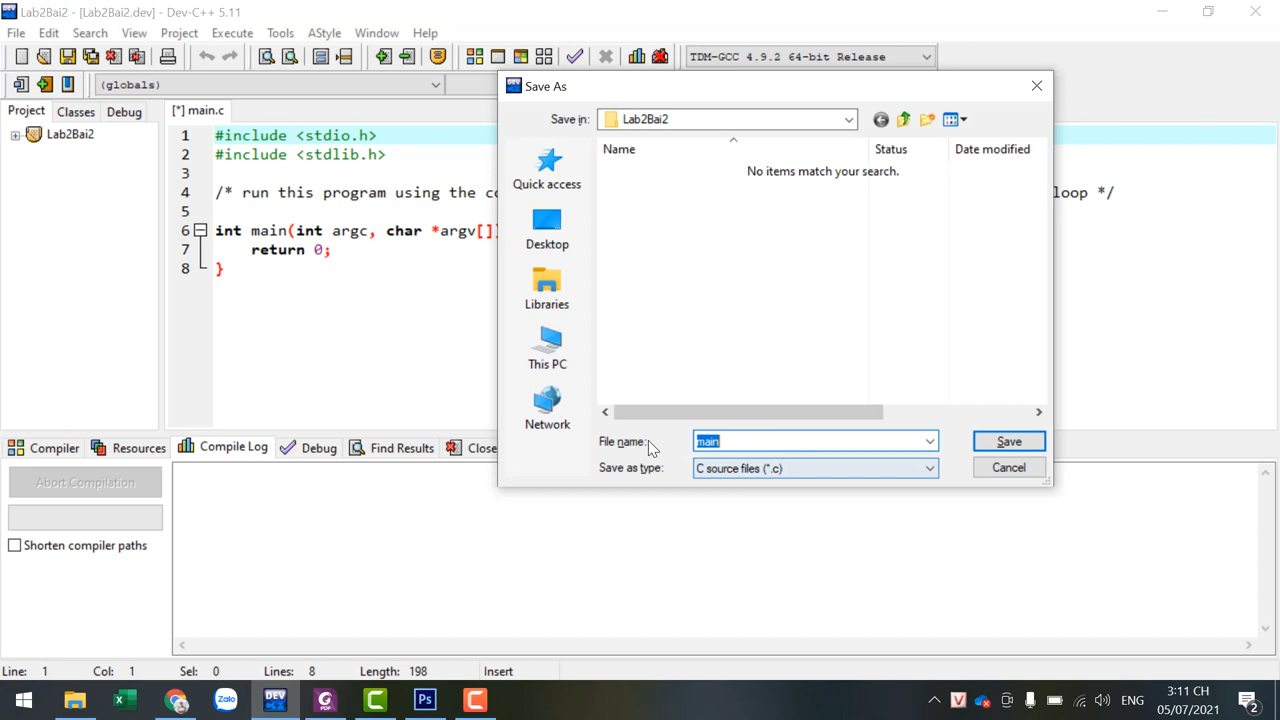 Lab2Bai2 - [Lab2Bai2.dev] - Dev-C++ 5.11
File Edit Search View Project Execute Tools AStyle Window Help
TDM-GCC 4.9.2 64-bit Release
(globals)
Project Classes Debug
[*] main.c
Lab2Bai2
1 #include <stdio.h>
2 #include <stdlib.h>
3
4 /* run this program using the loop */
5
6 int main(int argc, char *argv[])
7 return 0;
8 }
Save As
Save in: Lab2Bai2
Name Status Date modified
No items match your search.
Quick access
Desktop
Libraries
This PC
Network
File name: main Save
Save as type: C source files (*.c) Cancel
Compiler Resources Compile Log Debug Find Results Close
Abort Compilation
Shorten compiler paths
Line: 1 Col: 1 Sel: 0 Lines: 8 Length: 198 Insert
Zalo DEV PDF C Ps C V ENG
3:11 CH
05/07/2021
2